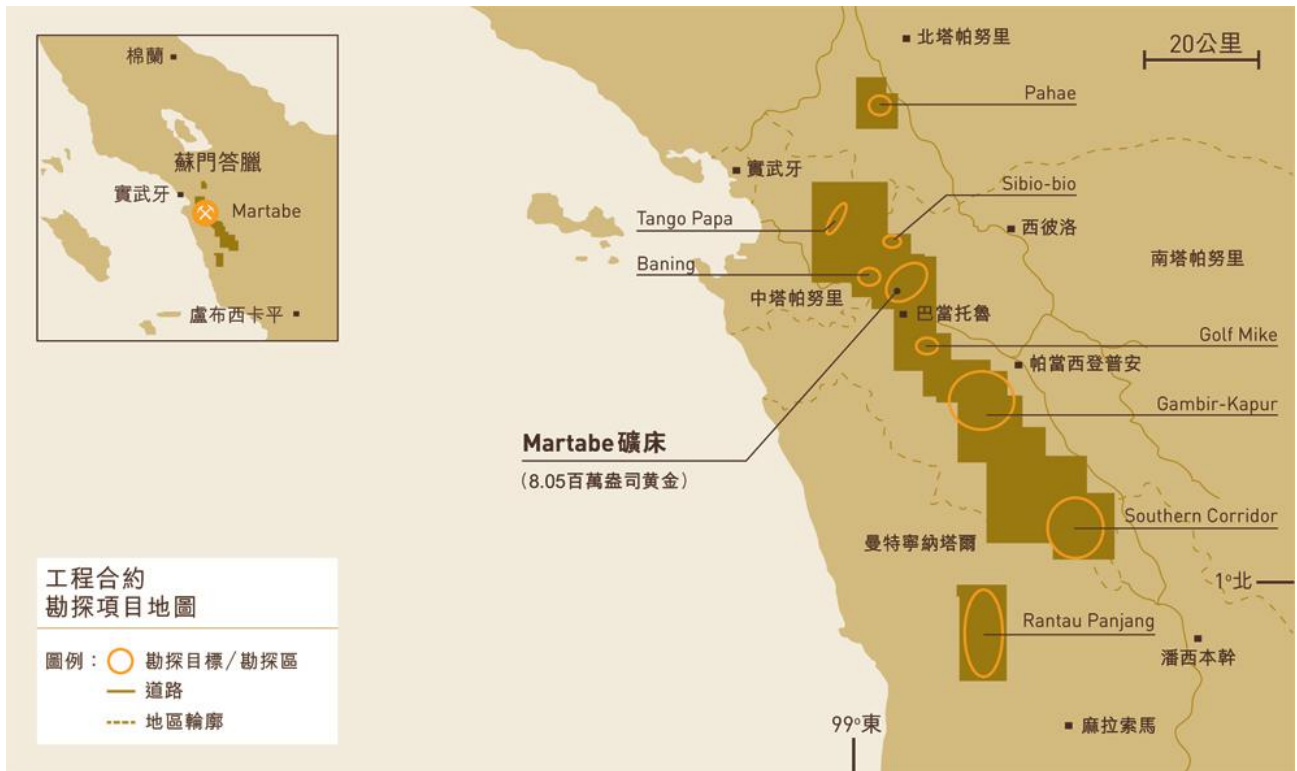 棉蘭
蘇門答臘
實武牙
Martabe
盧布西卡平
北塔帕努里
20公里
Pahae
實武牙
Sibio-bio
Tango Papa
西彼洛
Baning
南塔帕努里
中塔帕努里
巴當托魯
Golf Mike
帕當西登普安
Gambir-Kapur
Martabe礦床
(8.05百萬盎司黄金)
Southern Corridor
曼特寧納塔爾
1º北
Rantau Panjang
潘西本幹
99º東
麻拉索馬
工程合約
勘探項目地圖
圖例：
勘探目標/勘探區
道路
地區輪廓